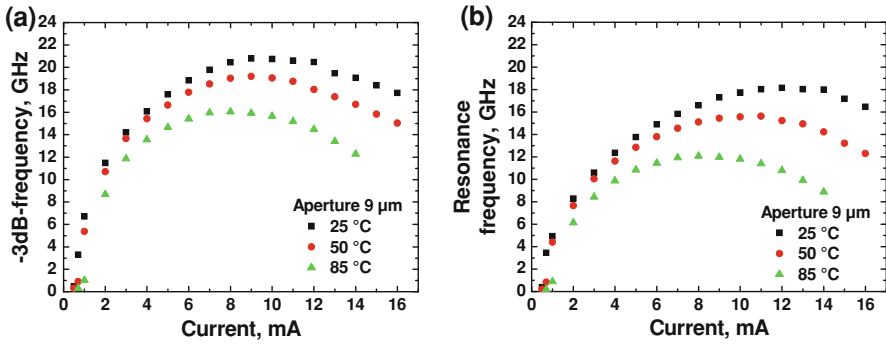 (a)
-3dB-frequency, GHz
24
22
20
18
16
14
12
10
8
6
4
2
0
Aperture 9 µm
25 °C
50 °C
85 °C
0 2 4 6 8 10 12 14 16
Current, mA
(b)
Resonance
frequency, GHz
24
22
20
18
16
14
12
10
8
6
4
2
0
Aperture 9 µm
25 °C
50 °C
85 °C
0 2 4 6 8 10 12 14 16
Current, mA